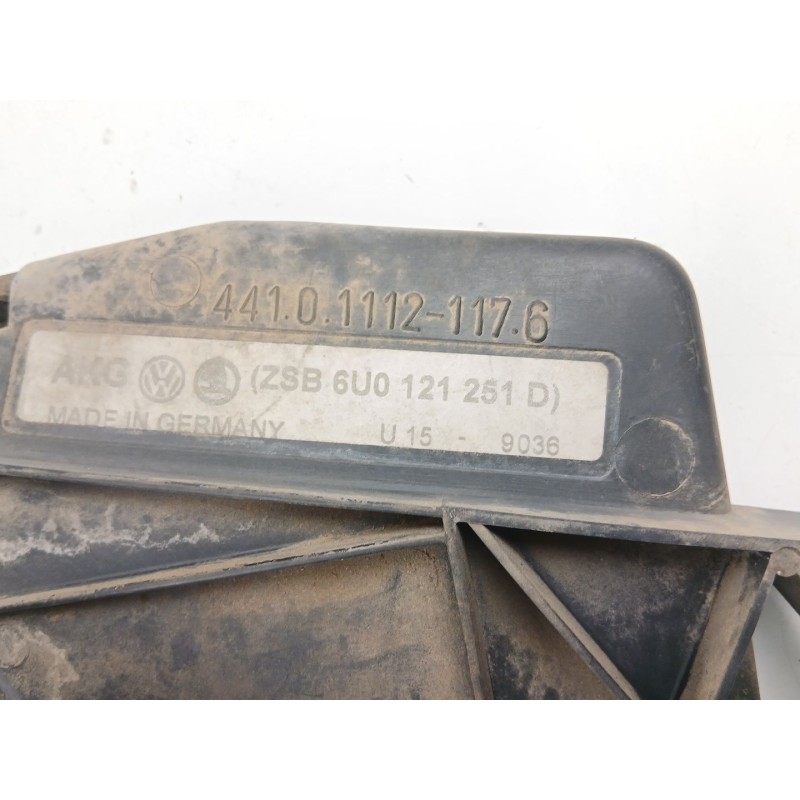 441.0.1112-117.6
AKG (ZSB 6U0 121 251 D)
MADE IN GERMANY U 15 - 9036